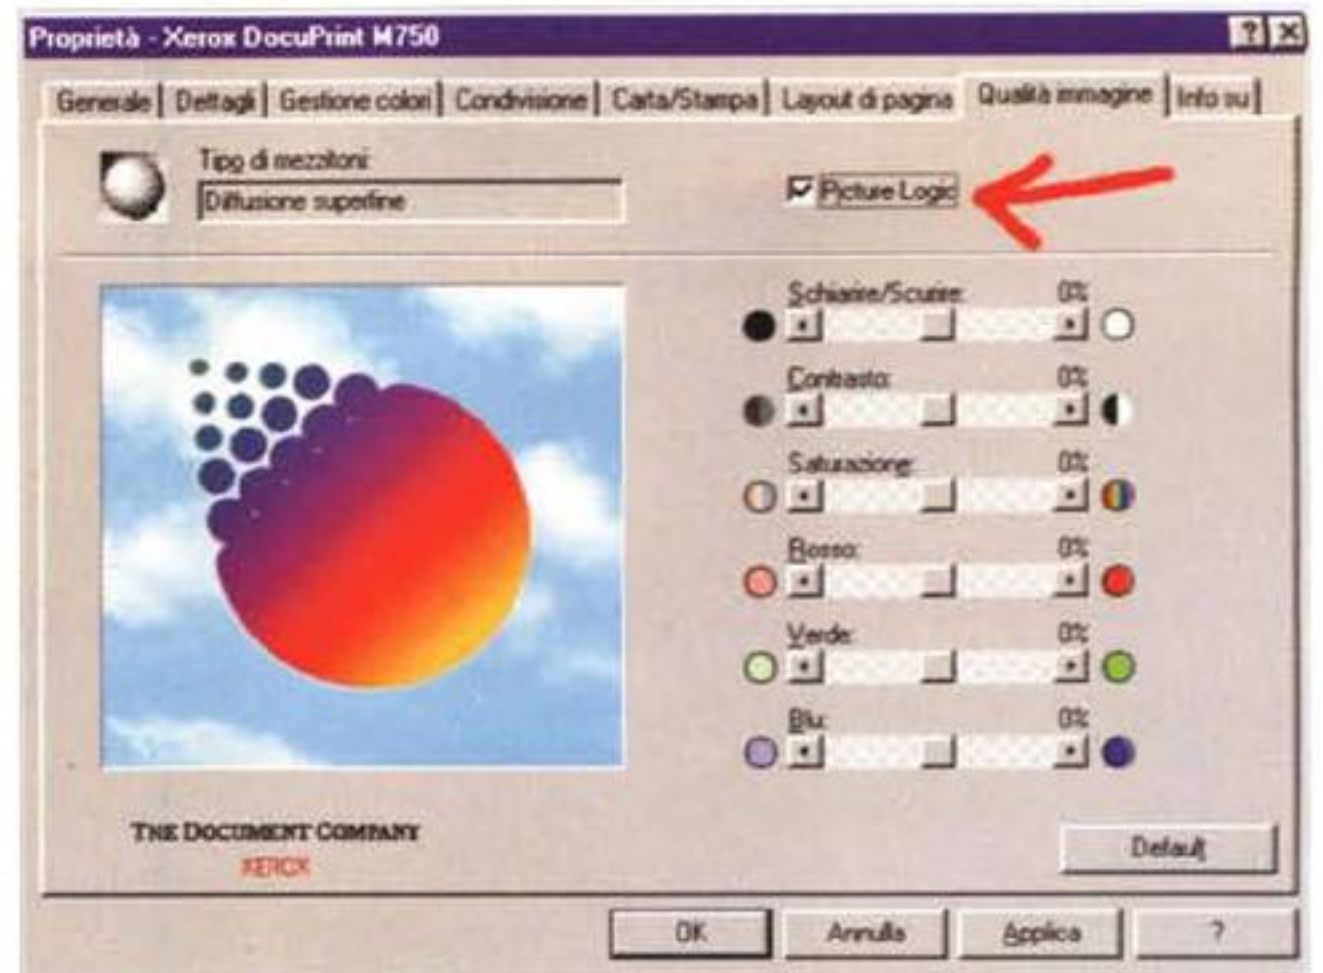 Proprietà - Xerox DocuPrint M750
? X
Generale Dettagli Gestione colori Condivisione Carta/Stampa Layout di pagina Qualità immagine Info su
Tipo di mezzitoni:
Diffusione superfine
Picture Logic
Schiarire/Scurire: 0%
Contrasto: 0%
Saturazione: 0%
Rosso: 0%
Verde: 0%
Blu: 0%
THE DOCUMENT COMPANY
XEROX
Default
OK Annulla Applica ?